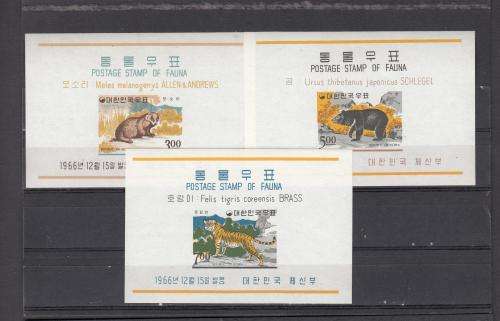 동물우표
POSTAGE STAMP OF FAUNA
오소리 Meles melanogenys ALLEN & ANDREWS
대한민국우표
3.00
1966년 12월 15일 발행
동물우표
POSTAGE STAMP OF FAUNA
곰 Ursus thibetanus japonicus SCHLEGEL
대한민국우표
5.00
대한민국 체신부
동물우표
POSTAGE STAMP OF FAUNA
호랑이 Felis tigris coreensis BRASS
대한민국우표
1966년 12월 15일 발행 대한민국 체신부